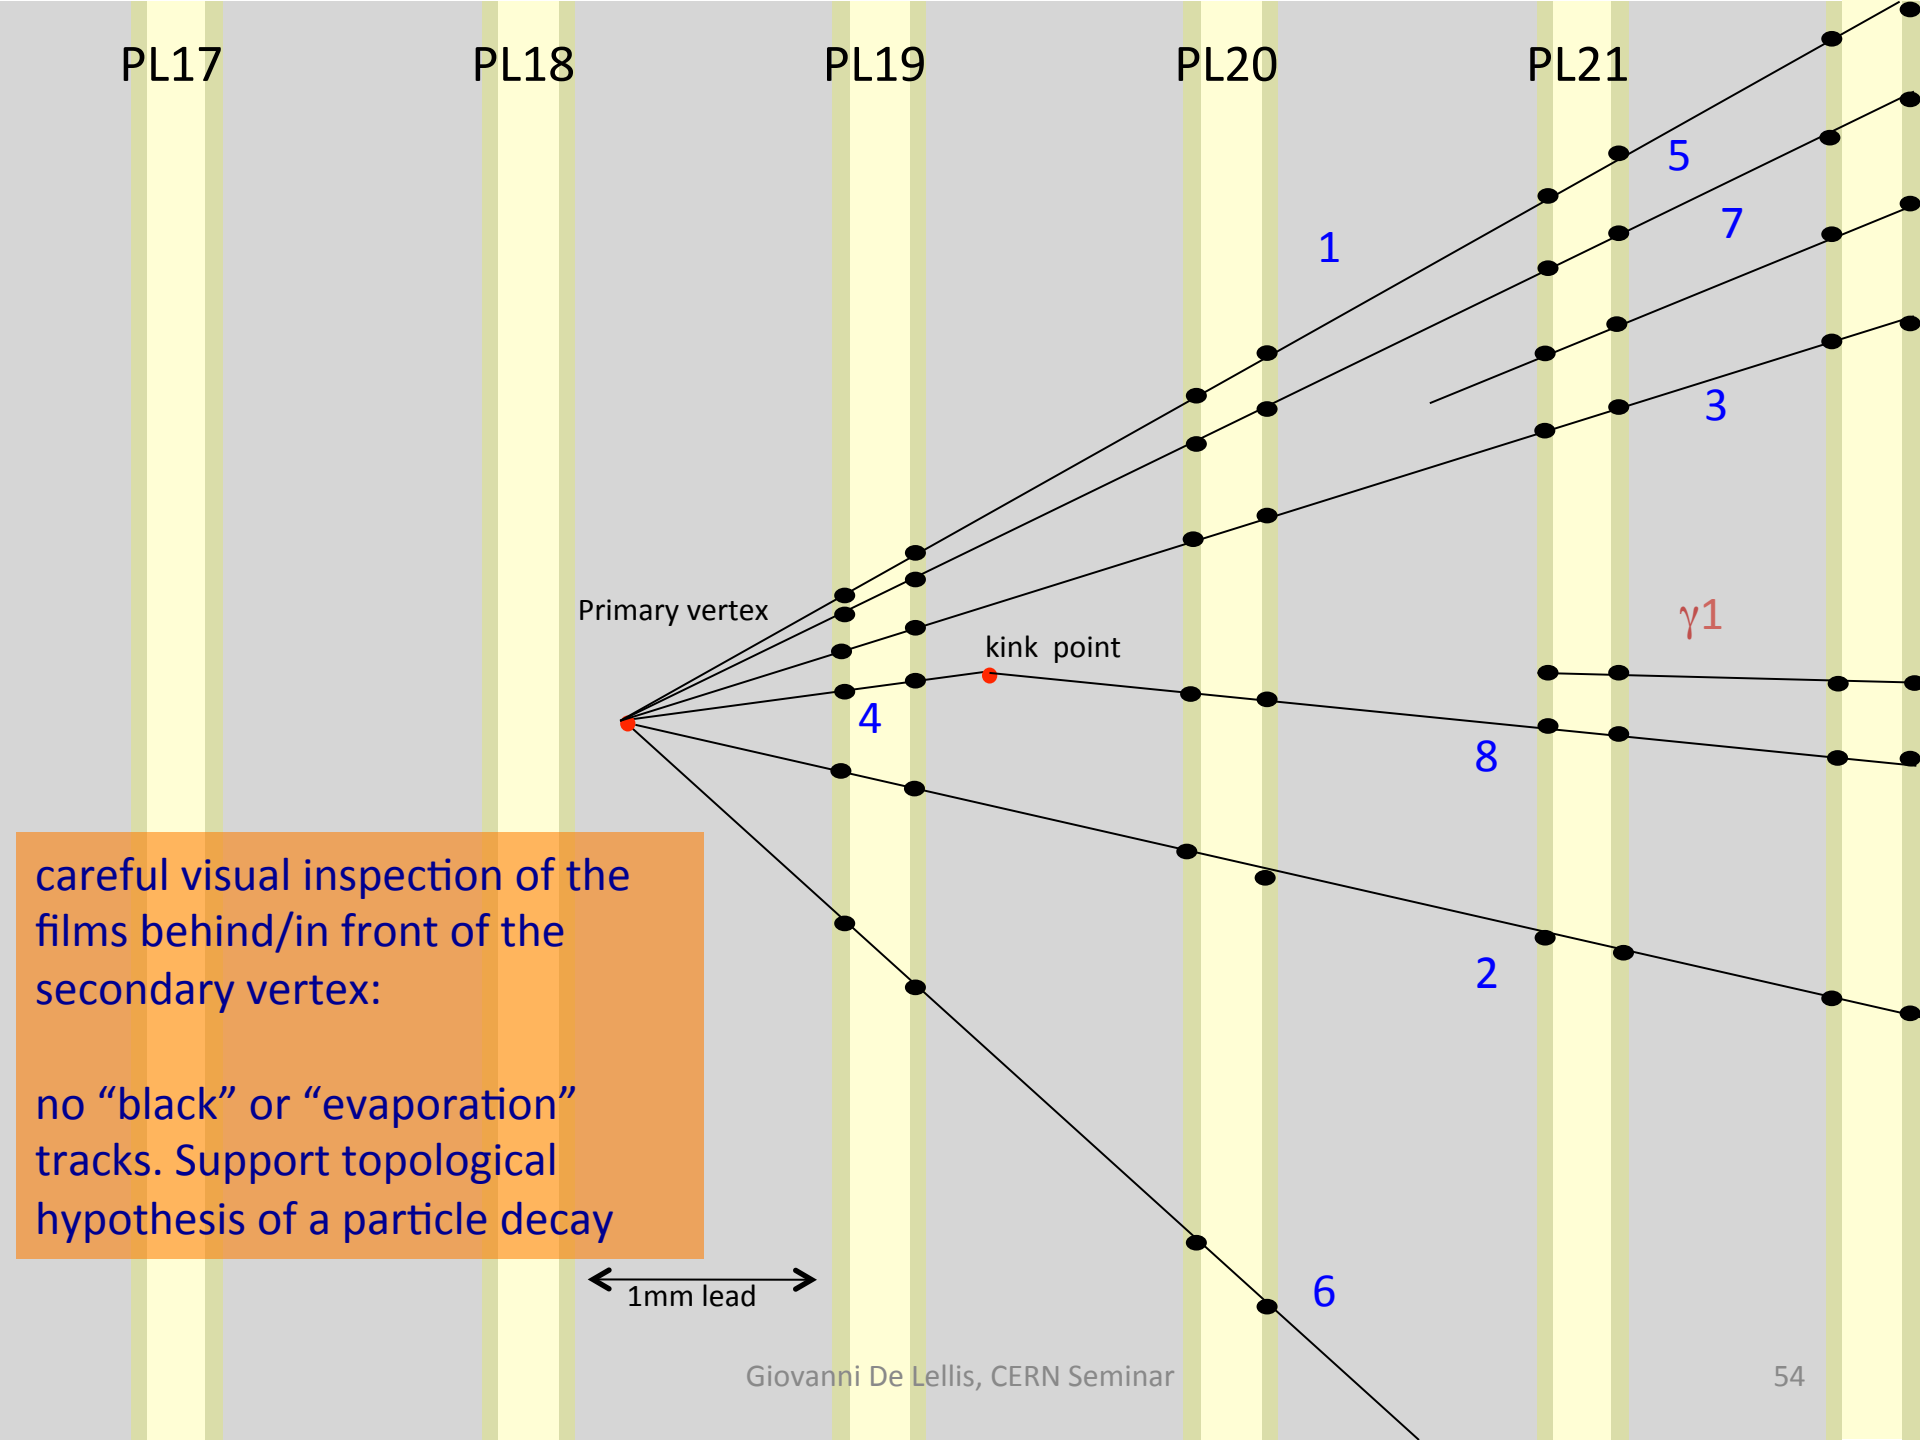 PL17 PL18 PL19 PL20 PL21
5
7
1
3
Primary vertex
γ1
kink point
4
8
careful visual inspection of the
films behind/in front of the
secondary vertex:
2
no “black” or “evaporation”
tracks. Support topological
hypothesis of a particle decay
1mm lead
6
Giovanni De Lellis, CERN Seminar
54